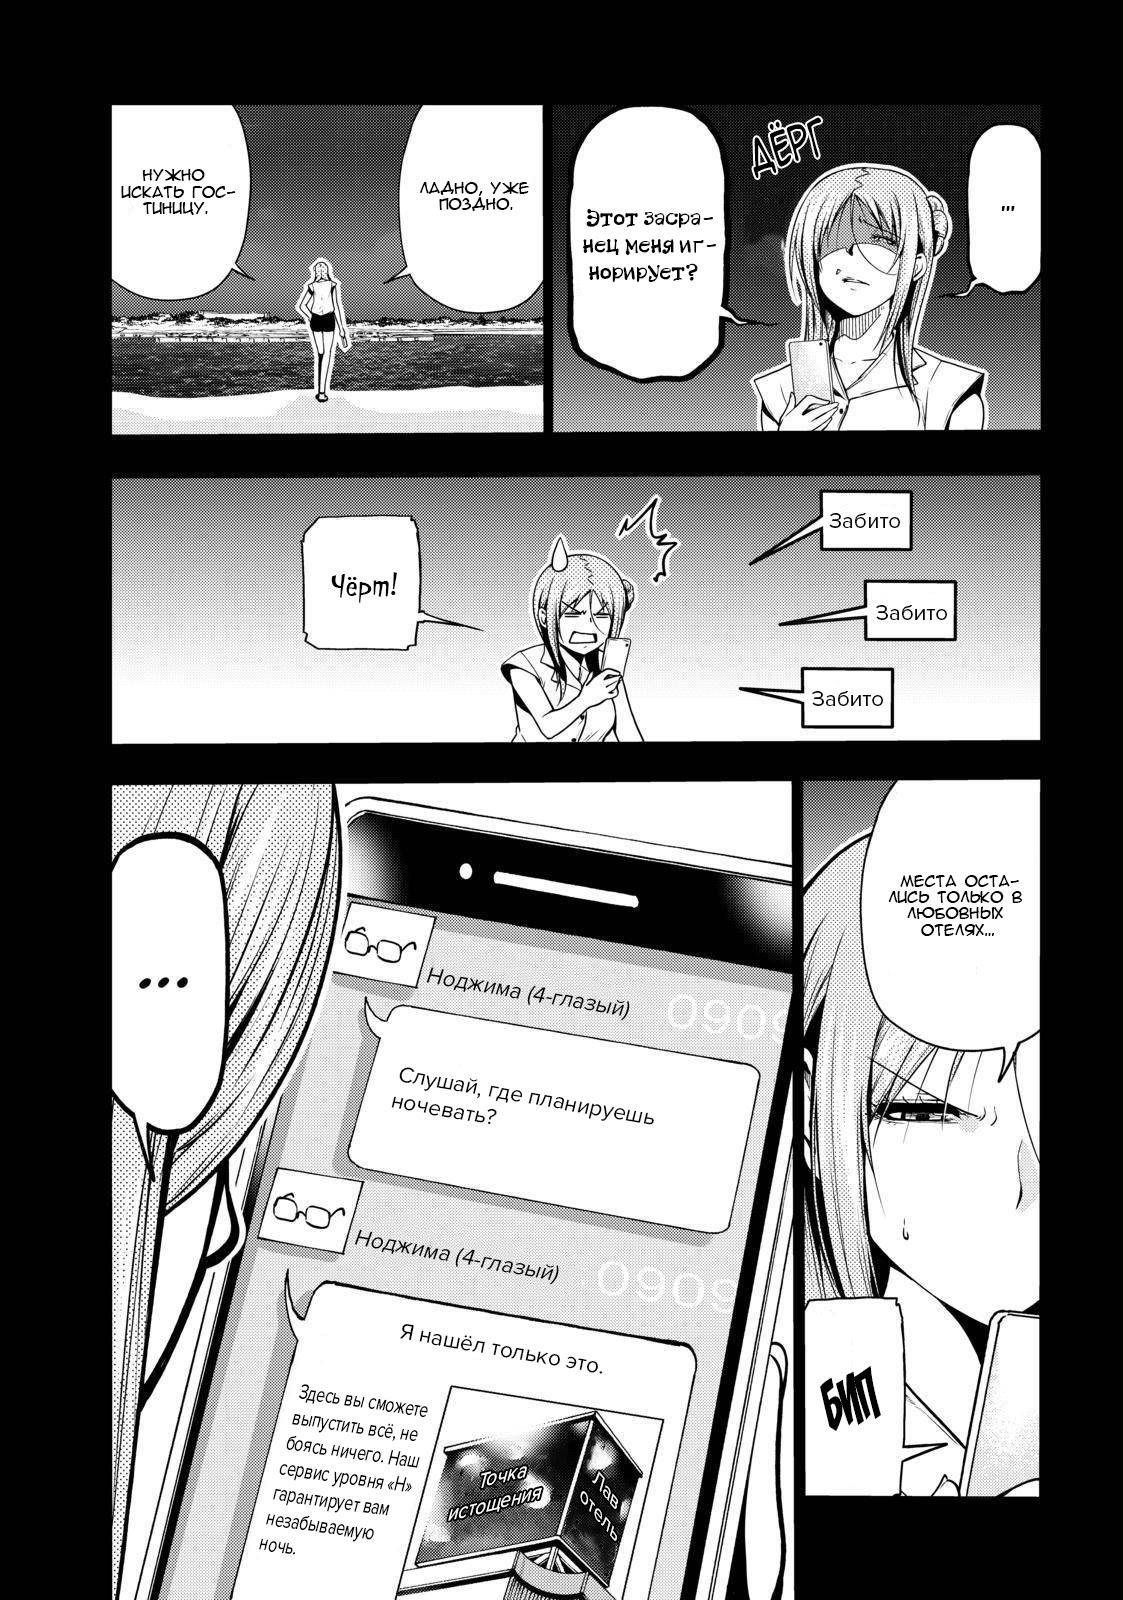 ...
ДЁРГ
Этот засра-
нец меня иг-
норирует?
ЛАДНО, УЖЕ
ПОЗДНО.
НУЖНО
ИСКАТЬ ГОС-
ТИНИЦУ.
Забито
Забито
Забито
Чёрт!
МЕСТА ОСТА-
ЛИСЬ ТОЛЬКО В
ЛЮБОВНЫХ
ОТЕЛЯХ...
БИП
Ноджима (4-глазый)
0909
Слушай, где планируешь
ночевать?
Ноджима (4-глазый)
0909
Я нашёл только это.
Здесь вы сможете
выпустить всё, не
боясь ничего. Наш
сервис уровня «Н»
гарантирует вам
незабываемую
ночь.
Точка
истощения
Лав
отель
...